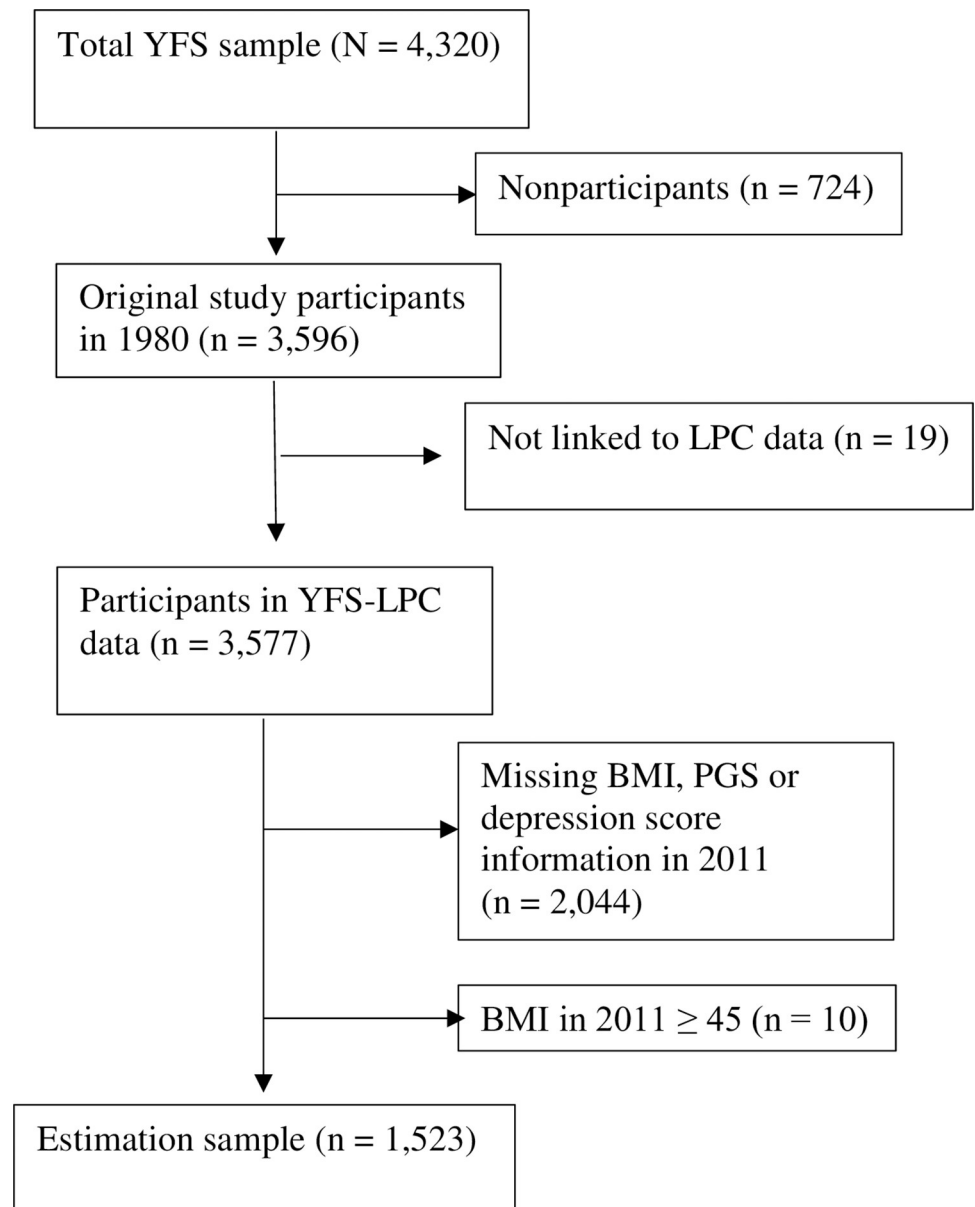 Total YFS sample (N = 4,320)
Nonparticipants (n = 724)
Original study participants
in 1980 (n = 3,596)
Not linked to LPC data (n = 19)
Participants in YFS-LPC
data (n = 3,577)
Missing BMI, PGS or
depression score
information in 2011
(n = 2,044)
BMI in 2011 ≥ 45 (n = 10)
Estimation sample (n = 1,523)